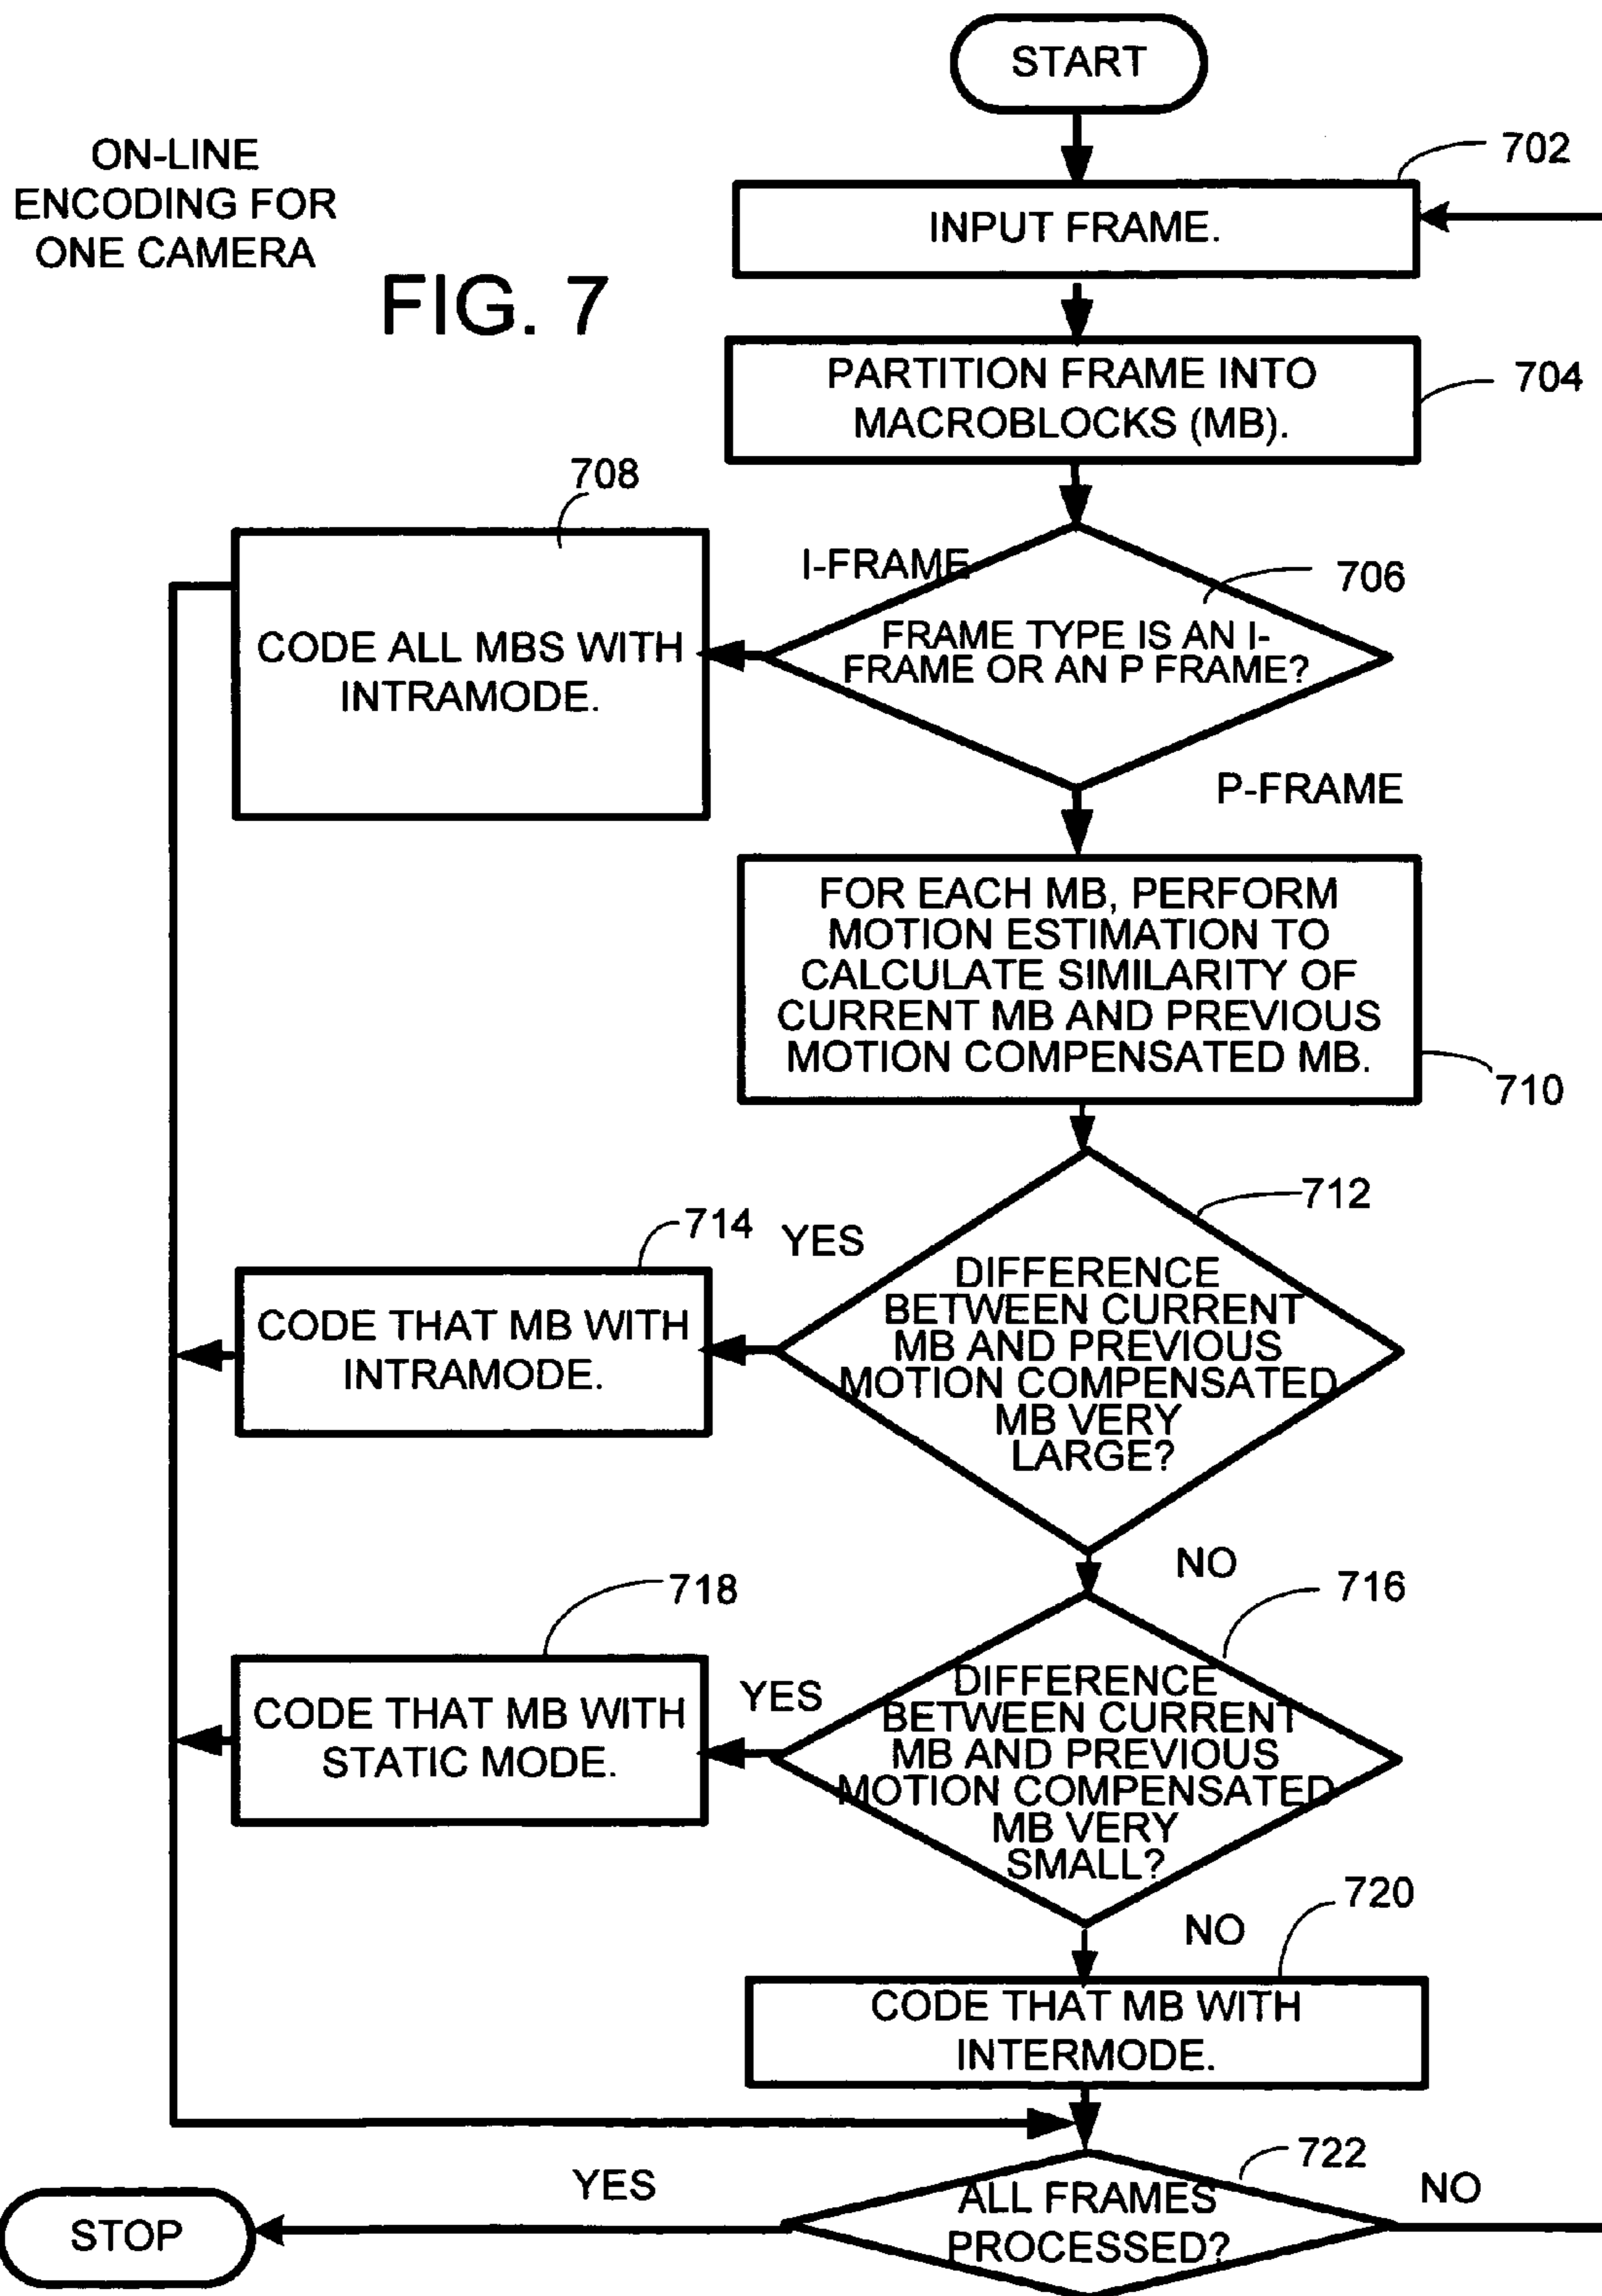 START
ON-LINE
ENCODING FOR
ONE CAMERA
FIG. 7
702
INPUT FRAME.
PARTITION FRAME INTO
MACROBLOCKS (MB).
704
708
I-FRAME
706
FRAME TYPE IS AN I-
FRAME OR AN P FRAME?
CODE ALL MBS WITH
INTRAMODE.
P-FRAME
FOR EACH MB, PERFORM
MOTION ESTIMATION TO
CALCULATE SIMILARITY OF
CURRENT MB AND PREVIOUS
MOTION COMPENSATED MB.
710
712
714
YES
DIFFERENCE
BETWEEN CURRENT
MB AND PREVIOUS
MOTION COMPENSATED
MB VERY
LARGE?
CODE THAT MB WITH
INTRAMODE.
NO
716
718
YES
DIFFERENCE
BETWEEN CURRENT
MB AND PREVIOUS
MOTION COMPENSATED
MB VERY
SMALL?
CODE THAT MB WITH
STATIC MODE.
NO
720
CODE THAT MB WITH
INTERMODE.
722
YES
ALL FRAMES
PROCESSED?
NO
STOP